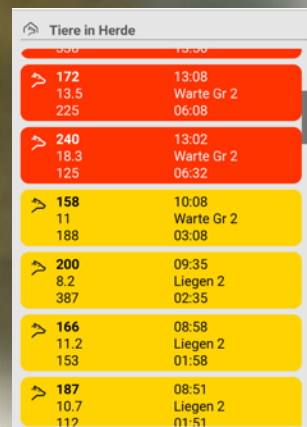 Tiere in Herde
172 13:08
13.5 Warte Gr 2
225 06:08
240 13:02
18.3 Warte Gr 2
125 06:32
158 10:08
11 Warte Gr 2
188 03:08
200 09:35
8.2 Liegen 2
387 02:35
166 08:58
11.2 Liegen 2
153 01:58
187 08:51
10.7 Liegen 2
112 01:51